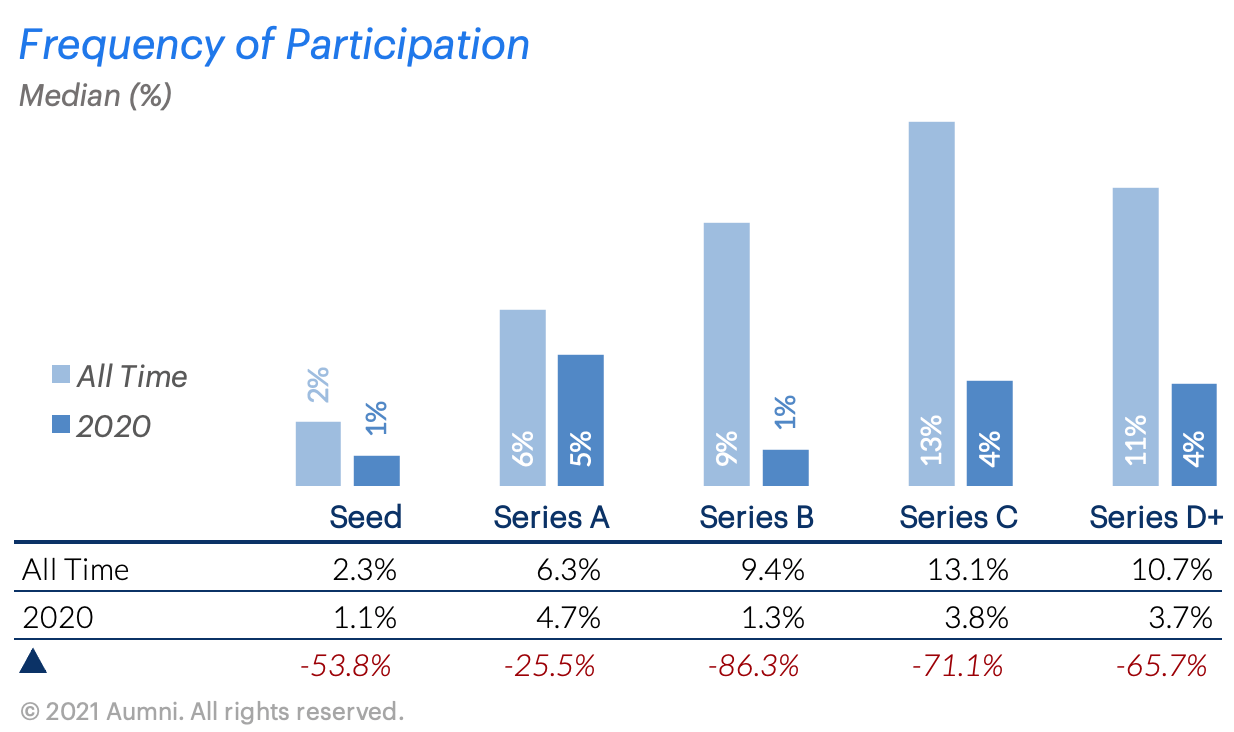 Frequency of Participation
Median (%)
All Time
2020
2%
1%
6%
5%
9%
1%
13%
4%
11%
4%
Seed Series A Series B Series C Series D+
All Time 2.3% 6.3% 9.4% 13.1% 10.7%
2020 1.1% 4.7% 1.3% 3.8% 3.7%
▲ -53.8% -25.5% -86.3% -71.1% -65.7%
© 2021 Aumni. All rights reserved.